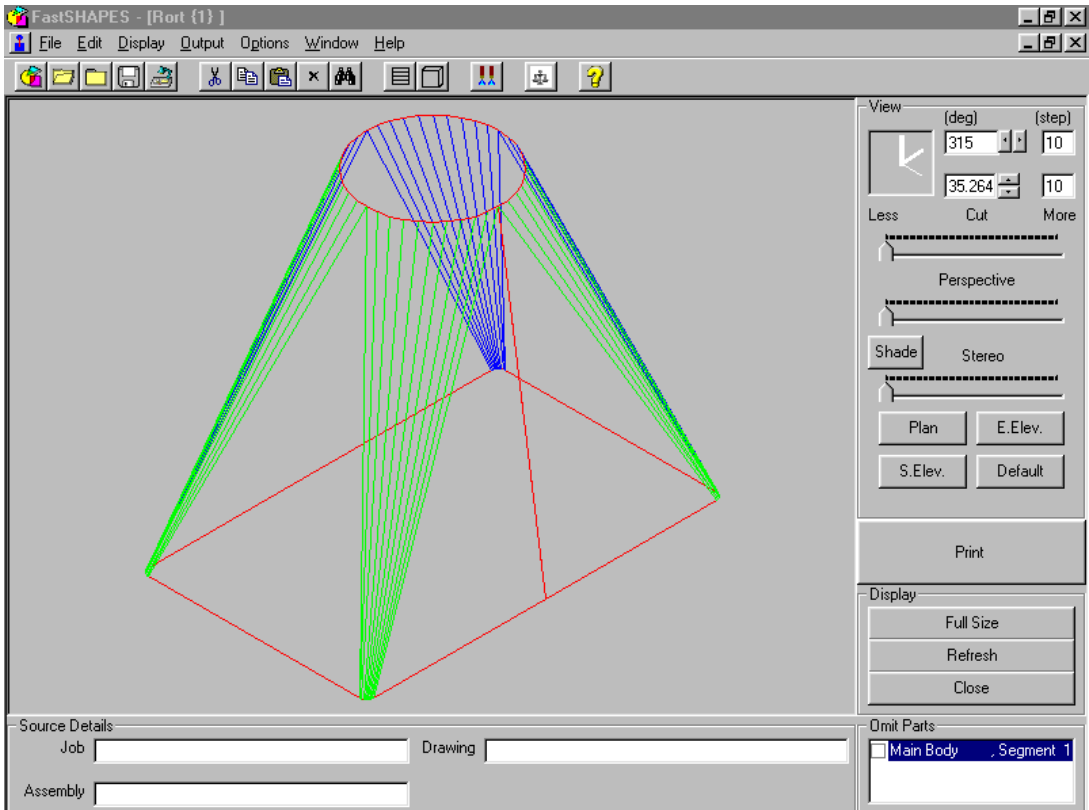 FastSHAPES - [Rort {1} ]
File Edit Display Output Options Window Help
View
(deg) (step)
315 10
35.264 10
Less Cut More
Perspective
Shade Stereo
Plan E.Elev.
S.Elev. Default
Print
Display
Full Size
Refresh
Close
Source Details
Job Drawing
Assembly
Omit Parts
Main Body , Segment 1